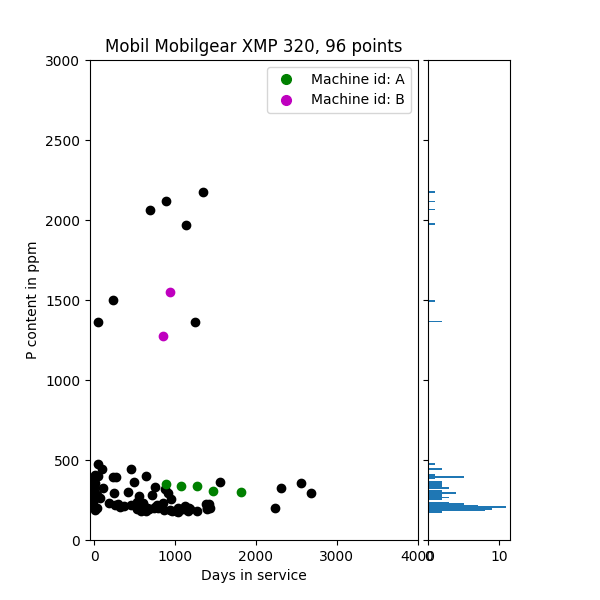 Mobil Mobilgear XMP 320, 96 points
Machine id: A
Machine id: B
3000
2500
2000
1500
1000
500
0
P content in ppm
0 1000 2000 3000 4000
0 10
Days in service